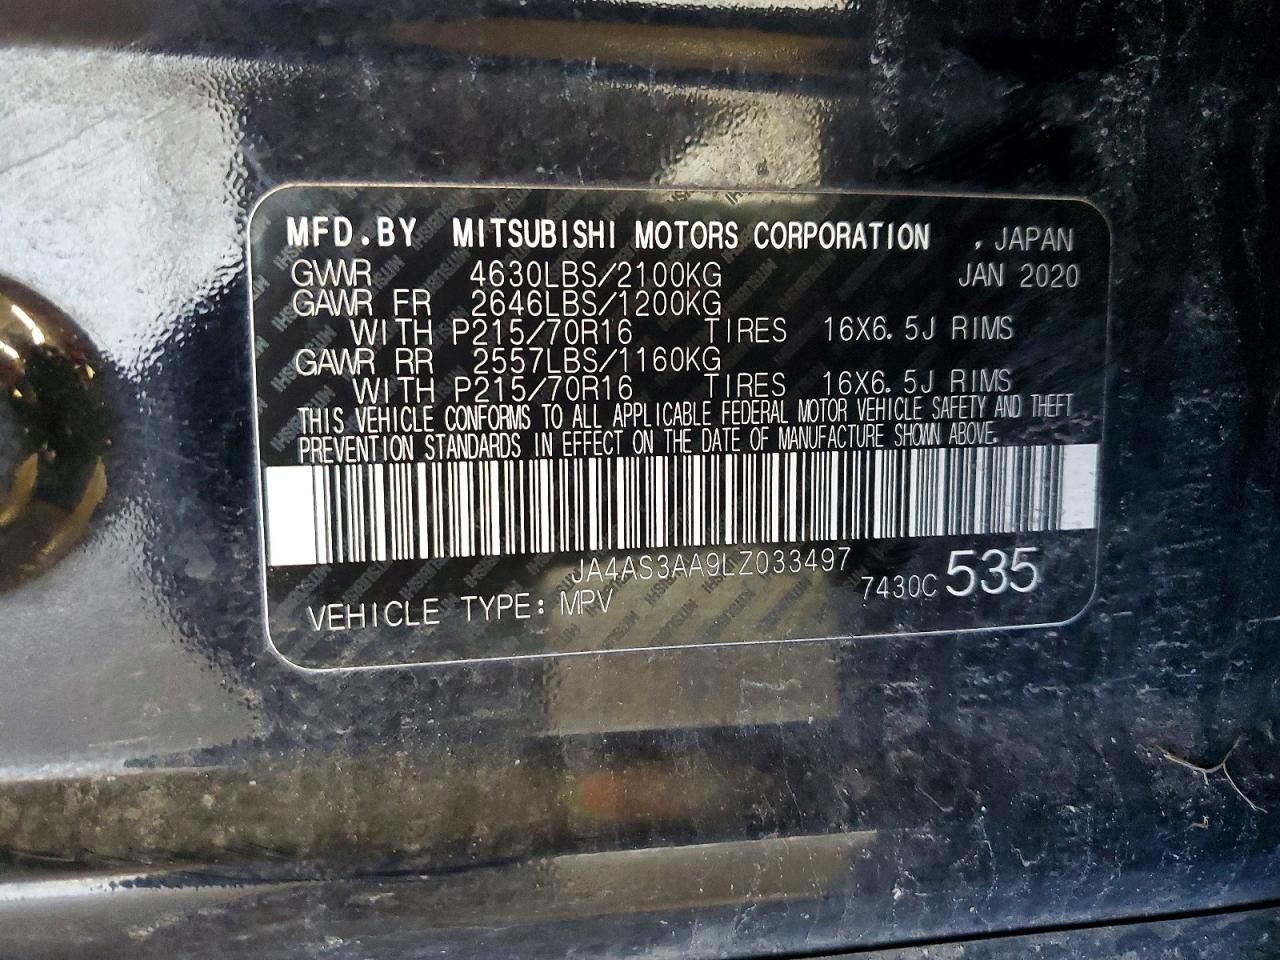 MFD.BY MITSUBISHI MOTORS CORPORATION , JAPAN
GVWR 4630LBS/2100KG JAN 2020
GAWR FR 2646LBS/1200KG
WITH P215/70R16 TIRES 16X6.5J RIMS
GAWR RR 2557LBS/1160KG
WITH P215/70R16 TIRES 16X6.5J RIMS
THIS VEHICLE CONFORMS TO ALL APPLICABLE FEDERAL MOTOR VEHICLE SAFETY AND THEFT
PREVENTION STANDARDS IN EFFECT ON THE DATE OF MANUFACTURE SHOWN ABOVE.
JA4AS3AA9LZ033497
7430C 535
VEHICLE TYPE: MPV